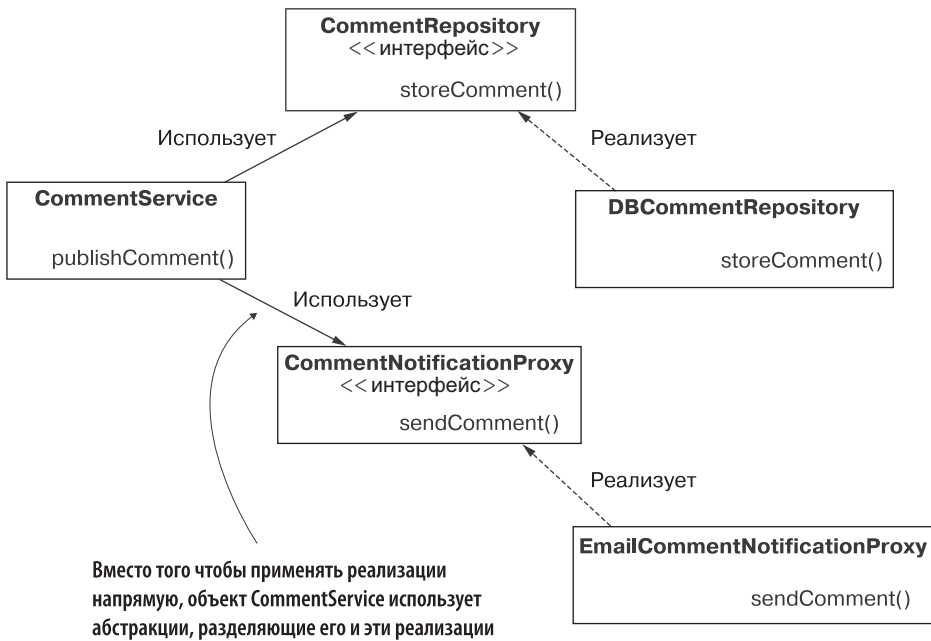 CommentRepository
<<интерфейс>>
storeComment()
Использует
Реализует
CommentService
publishComment()
DBCommentRepository
storeComment()
Использует
CommentNotificationProxy
<<интерфейс>>
sendComment()
Реализует
EmailCommentNotificationProxy
sendComment()
Вместо того чтобы применять реализации
напрямую, объект CommentService использует
абстракции, разделяющие его и эти реализации